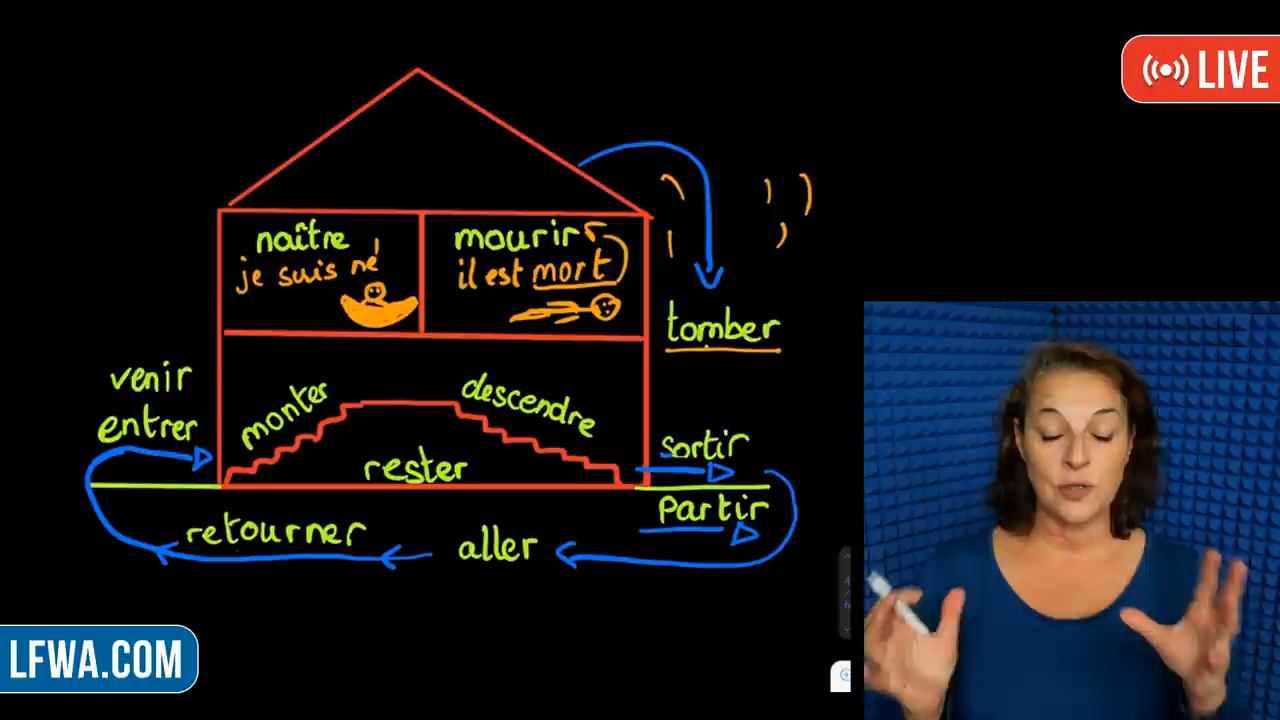 LIVE
naître
je suis né
mourir
il est mort
tomber
venir
entrer
monter
descendre
rester
sortir
partir
retourner
aller
LFWA.COM